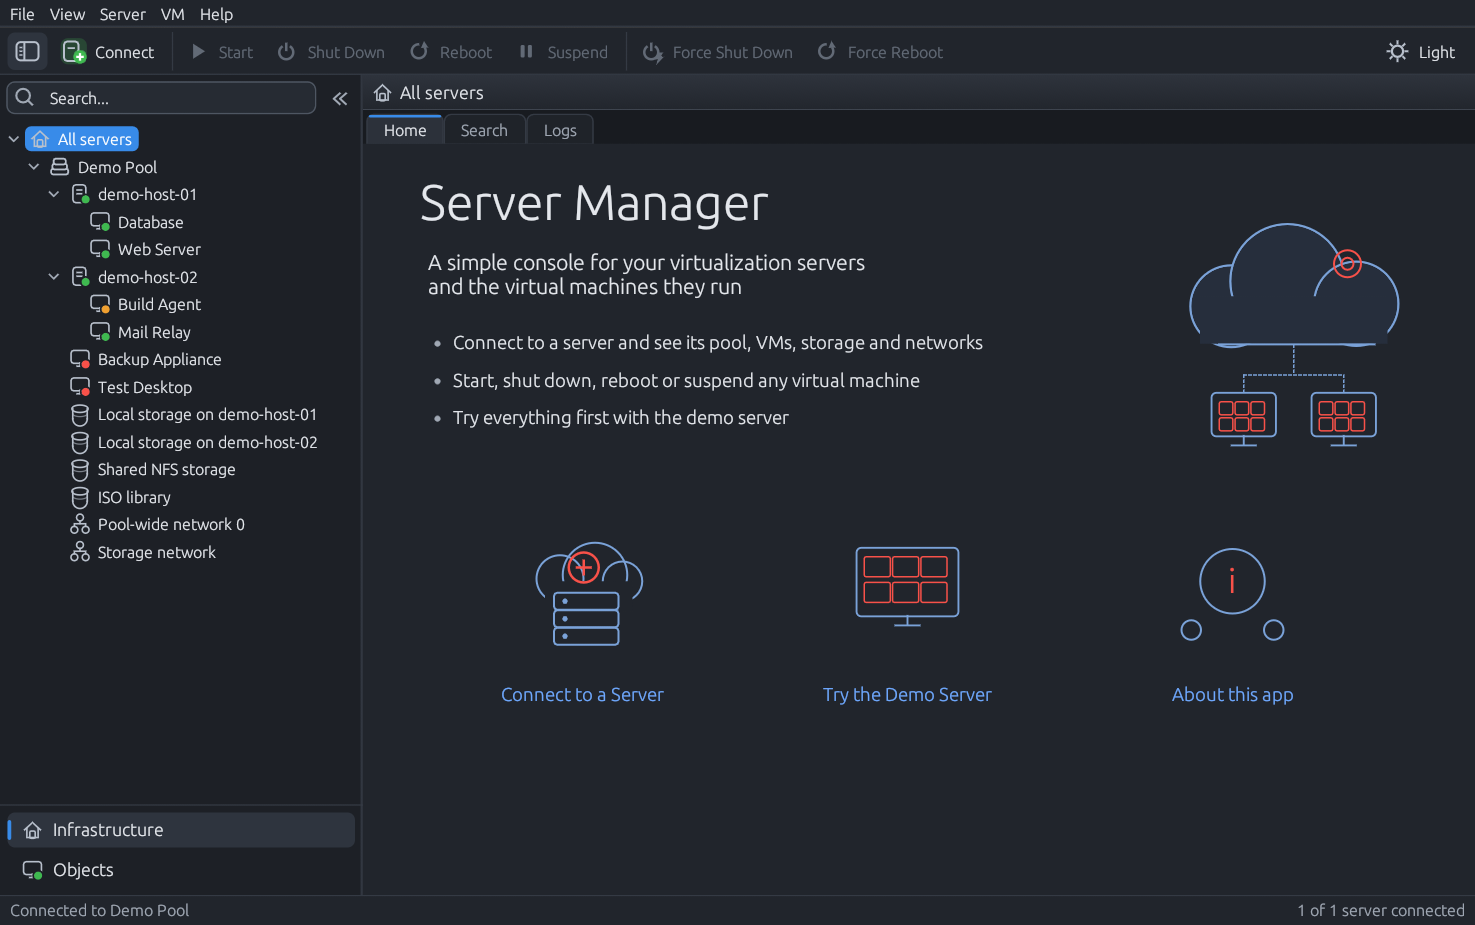 File View Server VM Help
Connect Start Shut Down Reboot Suspend Force Shut Down Force Reboot Light
Search...
All servers
Demo Pool
demo-host-01
Database
Web Server
demo-host-02
Build Agent
Mail Relay
Backup Appliance
Test Desktop
Local storage on demo-host-01
Local storage on demo-host-02
Shared NFS storage
ISO library
Pool-wide network 0
Storage network
Infrastructure
Objects
All servers
Home Search Logs
Server Manager
A simple console for your virtualization servers
and the virtual machines they run
• Connect to a server and see its pool, VMs, storage and networks
• Start, shut down, reboot or suspend any virtual machine
• Try everything first with the demo server
Connect to a Server Try the Demo Server About this app
Connected to Demo Pool 1 of 1 server connected